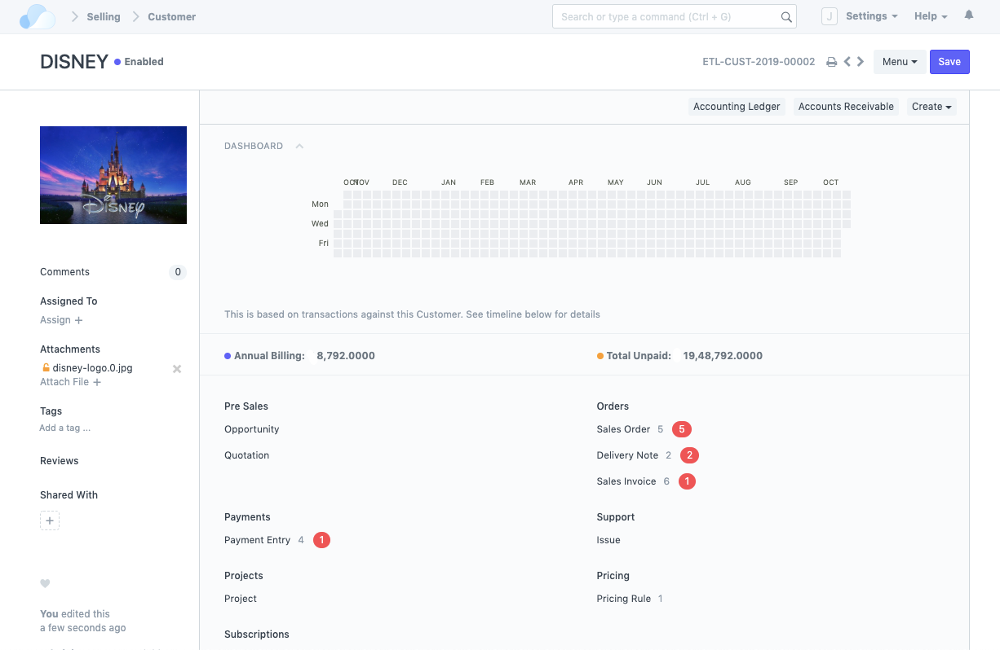 Selling
Customer
Search or type a command (Ctrl + G)
J
Settings
Help
DISNEY
Enabled
ETL-CUST-2019-00002
Menu
Save
Accounting Ledger
Accounts Receivable
Create
DISNEY
DASHBOARD
OCT NOV DEC JAN FEB MAR APR MAY JUN JUL AUG SEP OCT
Mon
Wed
Fri
Comments 0
Assigned To
Assign +
Attachments
disney-logo.0.jpg
Attach File +
Tags
Add a tag ...
Reviews
Shared With
+
You edited this
a few seconds ago
This is based on transactions against this Customer. See timeline below for details
Annual Billing: 8,792.0000
Total Unpaid: 19,48,792.0000
Pre Sales
Opportunity
Quotation
Orders
Sales Order 5 5
Delivery Note 2 2
Sales Invoice 6 1
Payments
Payment Entry 4 1
Support
Issue
Projects
Project
Pricing
Pricing Rule 1
Subscriptions